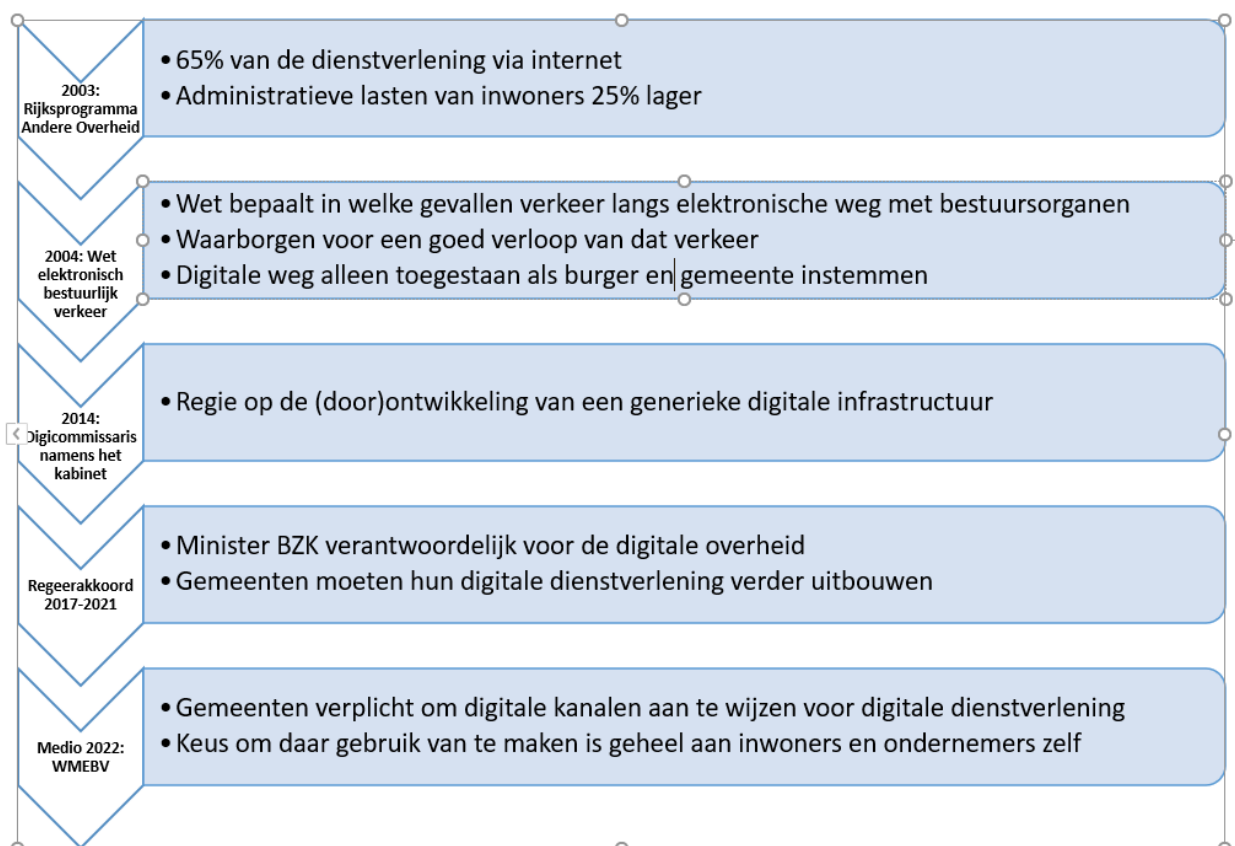 2003:
Rijksprogramma
Andere Overheid
• 65% van de dienstverlening via internet
• Administratieve lasten van inwoners 25% lager
2004: Wet
elektronisch
bestuurlijk
verkeer
• Wet bepaalt in welke gevallen verkeer langs elektronische weg met bestuursorganen
• Waarborgen voor een goed verloop van dat verkeer
• Digitale weg alleen toegestaan als burger en gemeente instemmen
2014:
Digicommissaris
namens het
kabinet
• Regie op de (door)ontwikkeling van een generieke digitale infrastructuur
Regeerakkoord
2017-2021
• Minister BZK verantwoordelijk voor de digitale overheid
• Gemeenten moeten hun digitale dienstverlening verder uitbouwen
Medio 2022:
WMEBV
• Gemeenten verplicht om digitale kanalen aan te wijzen voor digitale dienstverlening
• Keus om daar gebruik van te maken is geheel aan inwoners en ondernemers zelf